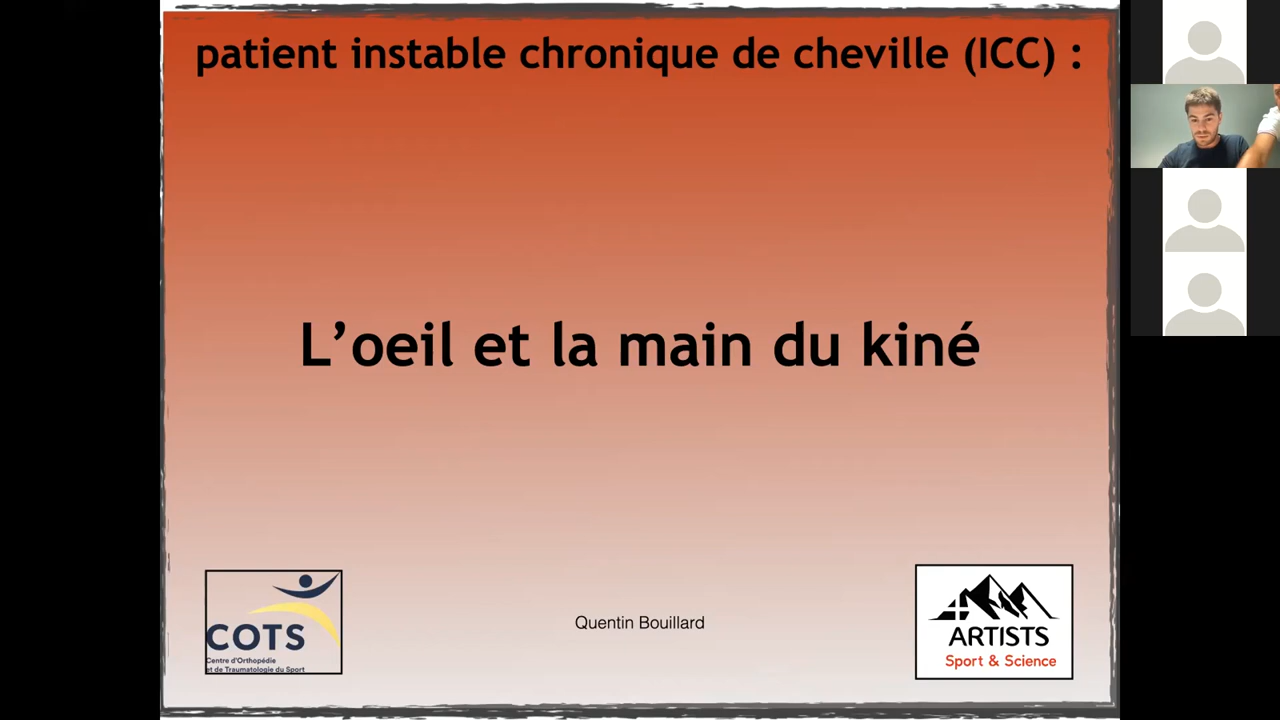 patient instable chronique de cheville (ICC) :
L’oeil et la main du kiné
Quentin Bouillard
COTS
Centre d'Orthopédie
et de Traumatologie du Sport
ARTISTS
Sport & Science